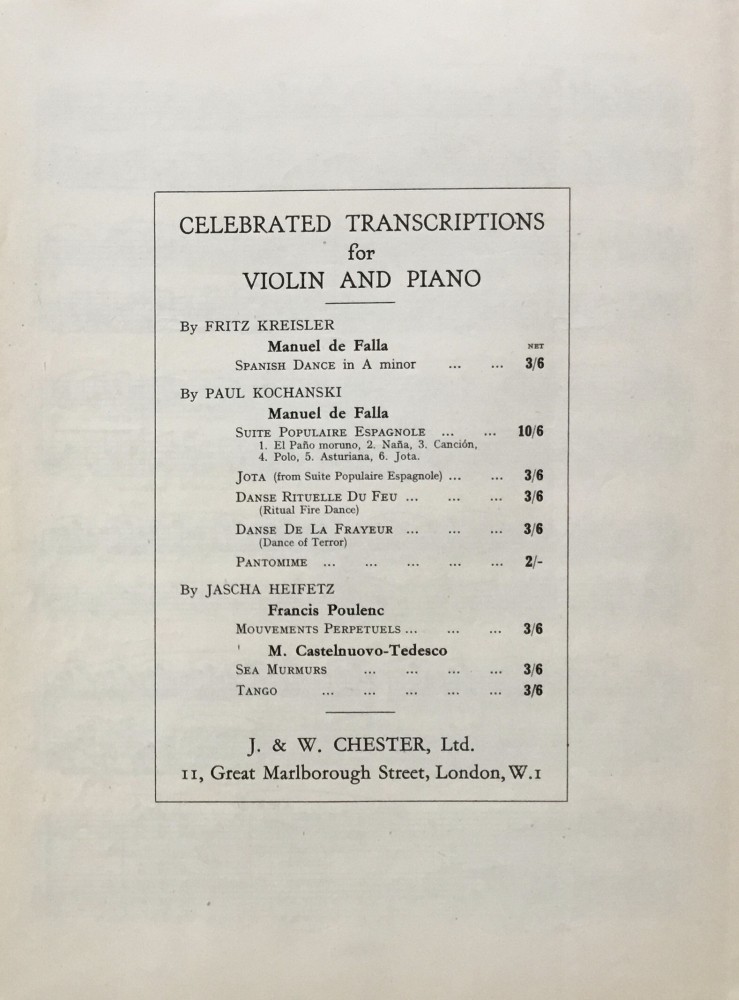 CELEBRATED TRANSCRIPTIONS
for
VIOLIN AND PIANO
By FRITZ KREISLER
Manuel de Falla NET
SPANISH DANCE in A minor ... ... 3/6
By PAUL KOCHANSKI
Manuel de Falla
SUITE POPULAIRE ESPAGNOLE ... ... 10/6
1. El Paño moruno, 2. Naña, 3. Canción,
4. Polo, 5. Asturiana, 6. Jota.
JOTA (from Suite Populaire Espagnole) ... ... 3/6
DANSE RITUELLE DU FEU ... ... ... 3/6
(Ritual Fire Dance)
DANSE DE LA FRAYEUR ... ... ... 3/6
(Dance of Terror)
PANTOMIME ... ... ... ... ... 2/-
By JASCHA HEIFETZ
Francis Poulenc
MOUVEMENTS PERPETUELS ... ... ... 3/6
M. Castelnuovo-Tedesco
SEA MURMURS ... ... ... ... 3/6
TANGO ... ... ... ... ... 3/6
J. & W. CHESTER, Ltd.
11, Great Marlborough Street, London, W.1